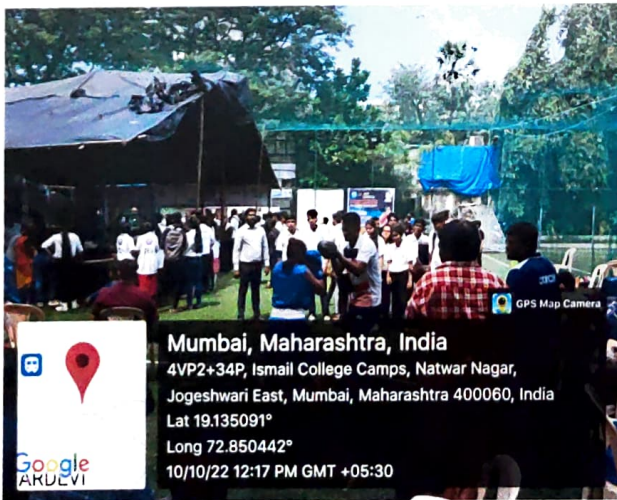 GPS Map Camera
Mumbai, Maharashtra, India
4VP2+34P, Ismail College Camps, Natwar Nagar,
Jogeshwari East, Mumbai, Maharashtra 400060, India
Lat 19.135091°
Long 72.850442°
10/10/22 12:17 PM GMT +05:30
Google
ARDEVI